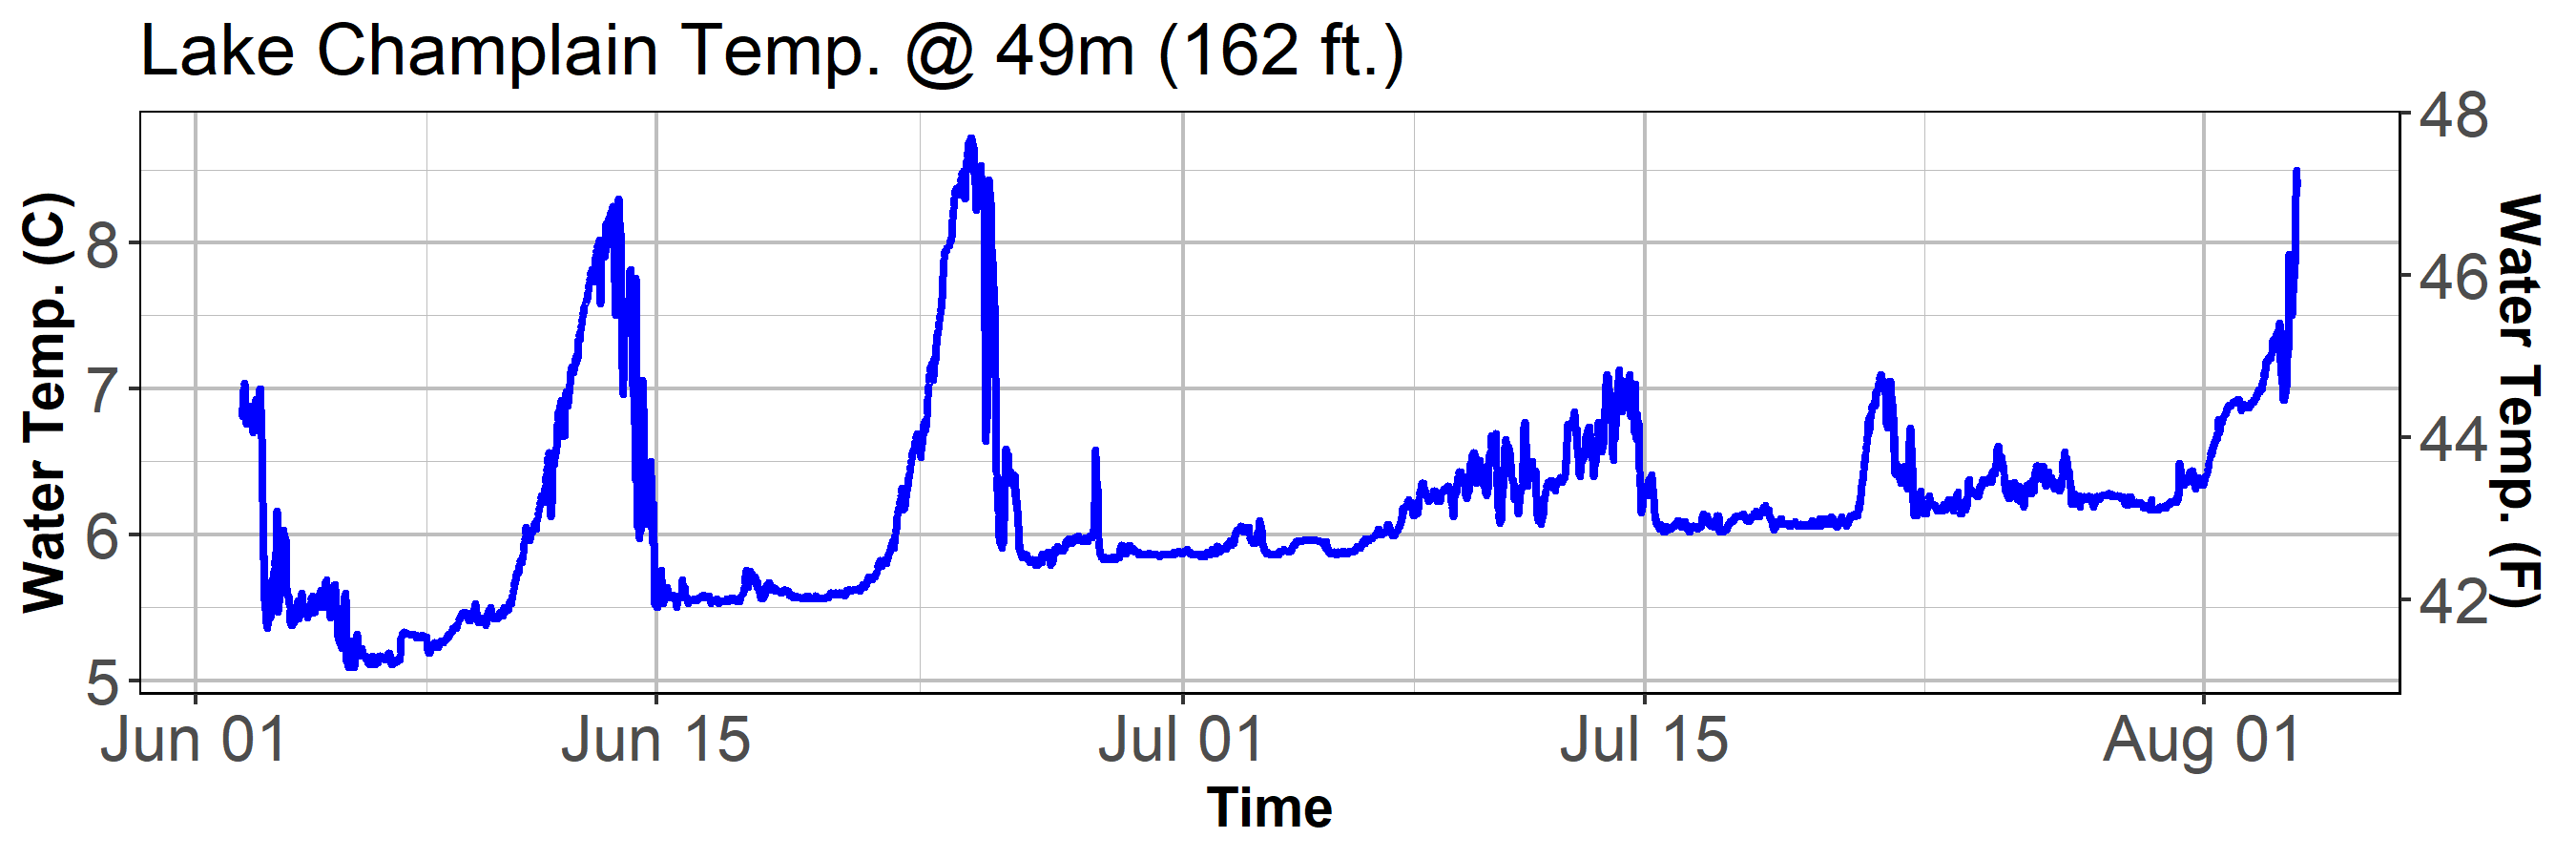 Lake Champlain Temp. @ 49m (162 ft.)
Water Temp. (C)
8
7
6
5
48
46
44
42
Water Temp. (F)
Jun 01 Jun 15 Jul 01 Jul 15 Aug 01
Time